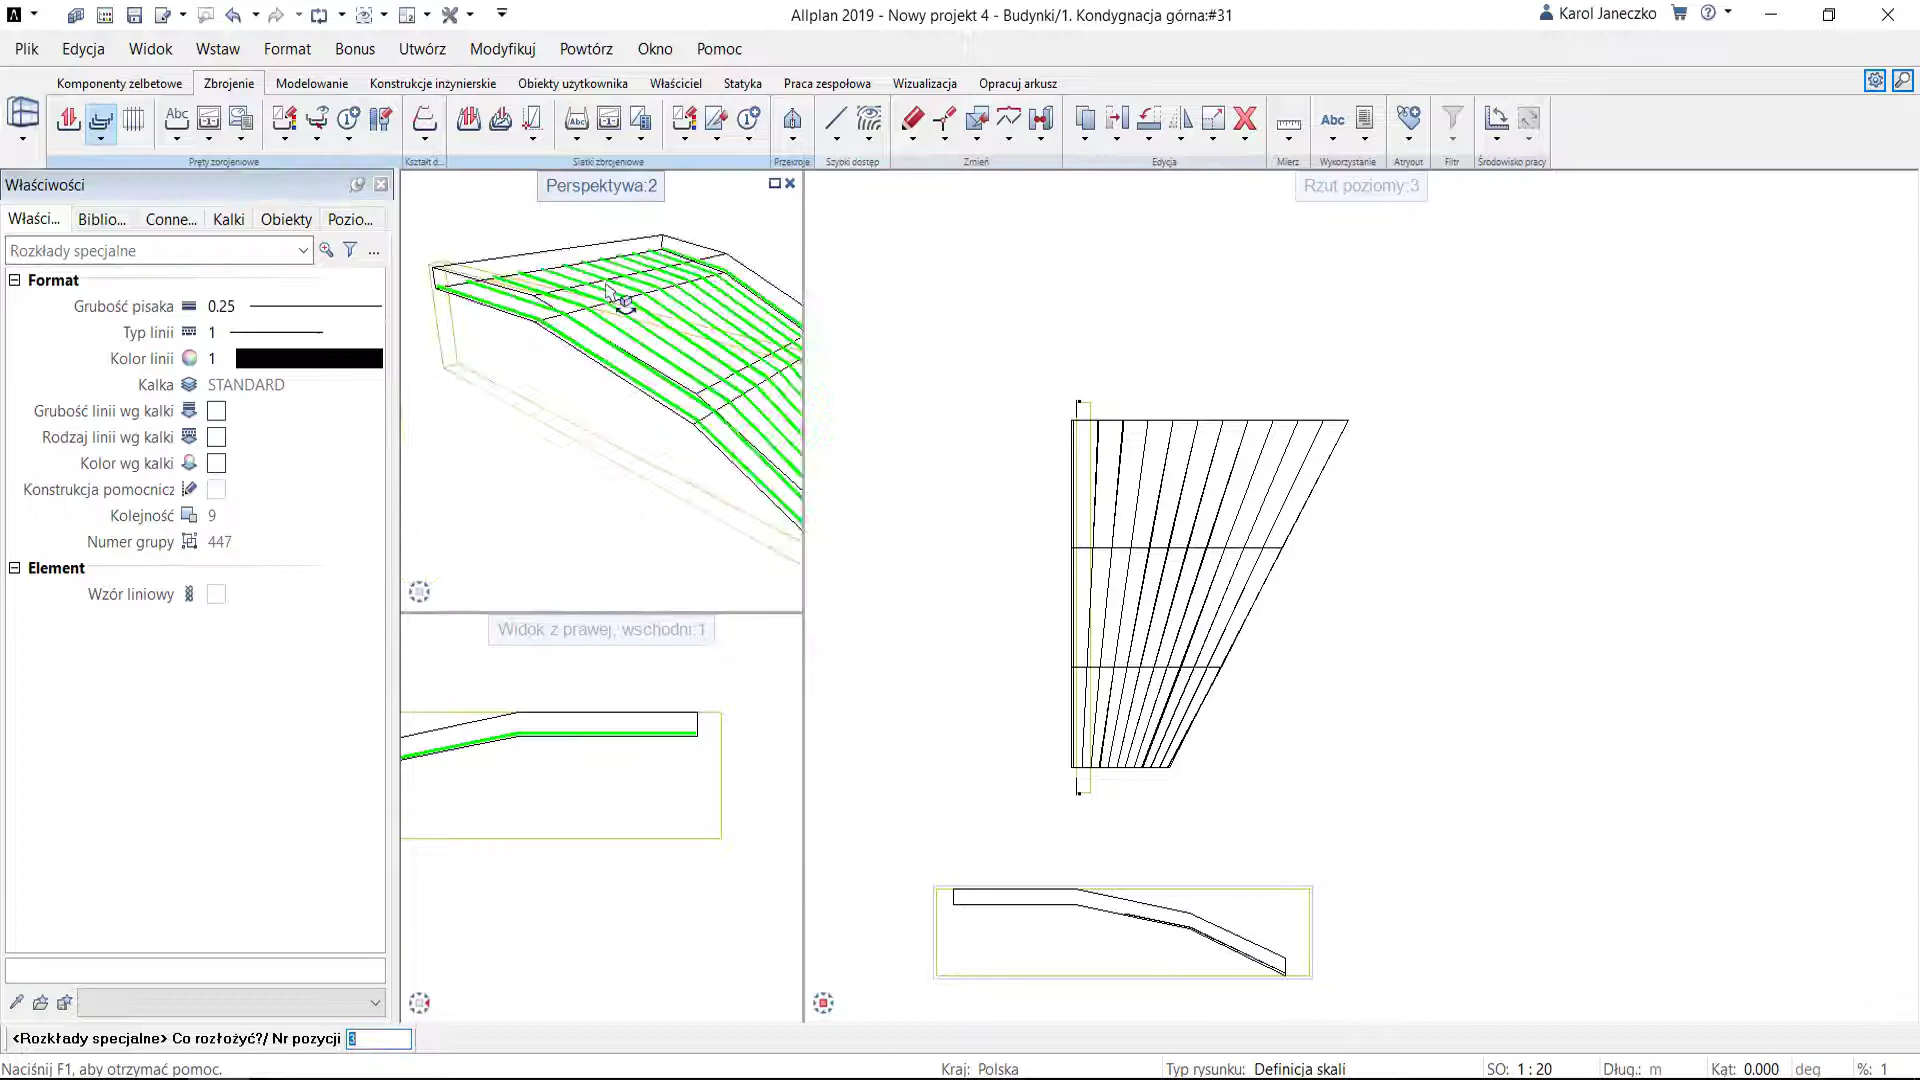 Allplan 2019 - Nowy projekt 4 - Budynki/1. Kondygnacja górna:#31
Karol Janeczko
Plik Edycja Widok Wstaw Format Bonus Utwórz Modyfikuj Powtórz Okno Pomoc
Komponenty żelbetowe Zbrojenie Modelowanie Konstrukcje inżynierskie Obiekty użytkownika Właściciel Statyka Praca zespołowa Wizualizacja Opracuj arkusz
Pręty zbrojeniowe Kształt d... Siatki zbrojeniowe Przekroje Szybki dostęp Zmień Edycja Mierz Wykorzystanie Atrybut Filtr Środowisko pracy
Właściwości
Właści... Biblio... Conne... Kalki Obiekty Pozio...
Rozkłady specjalne
...
Format
Grubość pisaka 0.25
Typ linii 1
Kolor linii 1
Kalka STANDARD
Grubość linii wg kalki
Rodzaj linii wg kalki
Kolor wg kalki
Konstrukcja pomocnicz
Kolejność 9
Numer grupy 447
Element
Wzór liniowy
Perspektywa:2
Rzut poziomy:3
Widok z prawej, wschodni:1
<Rozkłady specjalne> Co rozłożyć?/ Nr pozycji 3
Naciśnij F1, aby otrzymać pomoc.
Kraj: Polska Typ rysunku: Definicja skali SO: 1 : 20 Dług.: m Kąt: 0.000 deg %: 1